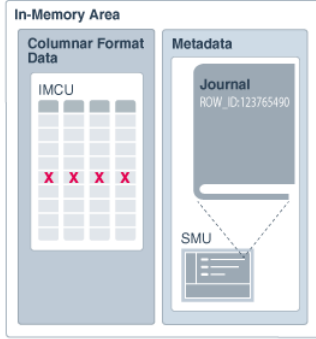 In-Memory Area
Columnar Format
Data
IMCU
X X X X
Metadata
Journal
ROW_ID:123765490
SMU